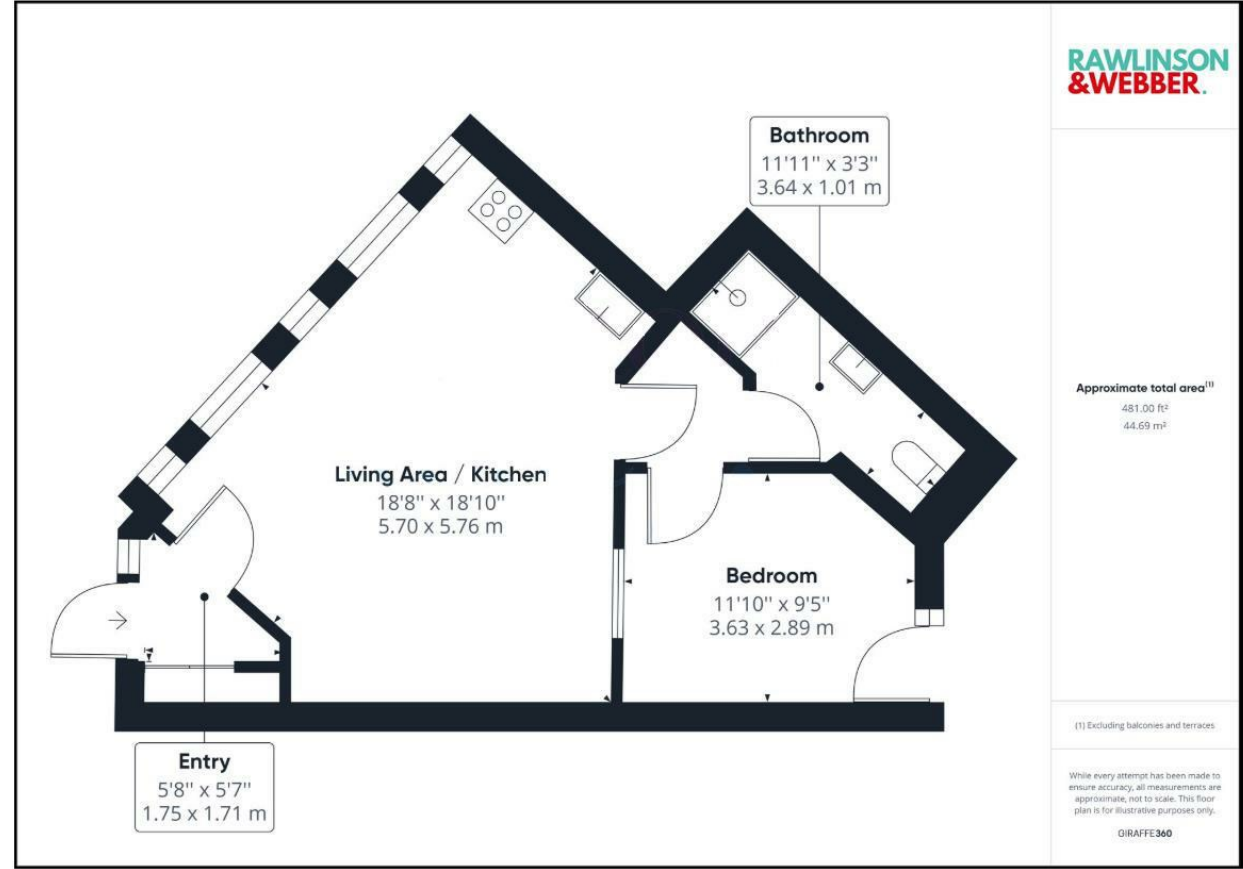 RAWLINSON
&WEBBER.
Bathroom
11'11" x 3'3"
3.64 x 1.01 m
Approximate total area(1)
481.00 ft²
44.69 m²
Living Area / Kitchen
18'8" x 18'10"
5.70 x 5.76 m
Bedroom
11'10" x 9'5"
3.63 x 2.89 m
Entry
5'8" x 5'7"
1.75 x 1.71 m
(1) Excluding balconies and terraces
While every attempt has been made to
ensure accuracy, all measurements are
approximate, not to scale. This floor
plan is for illustrative purposes only.
GIRAFFE360